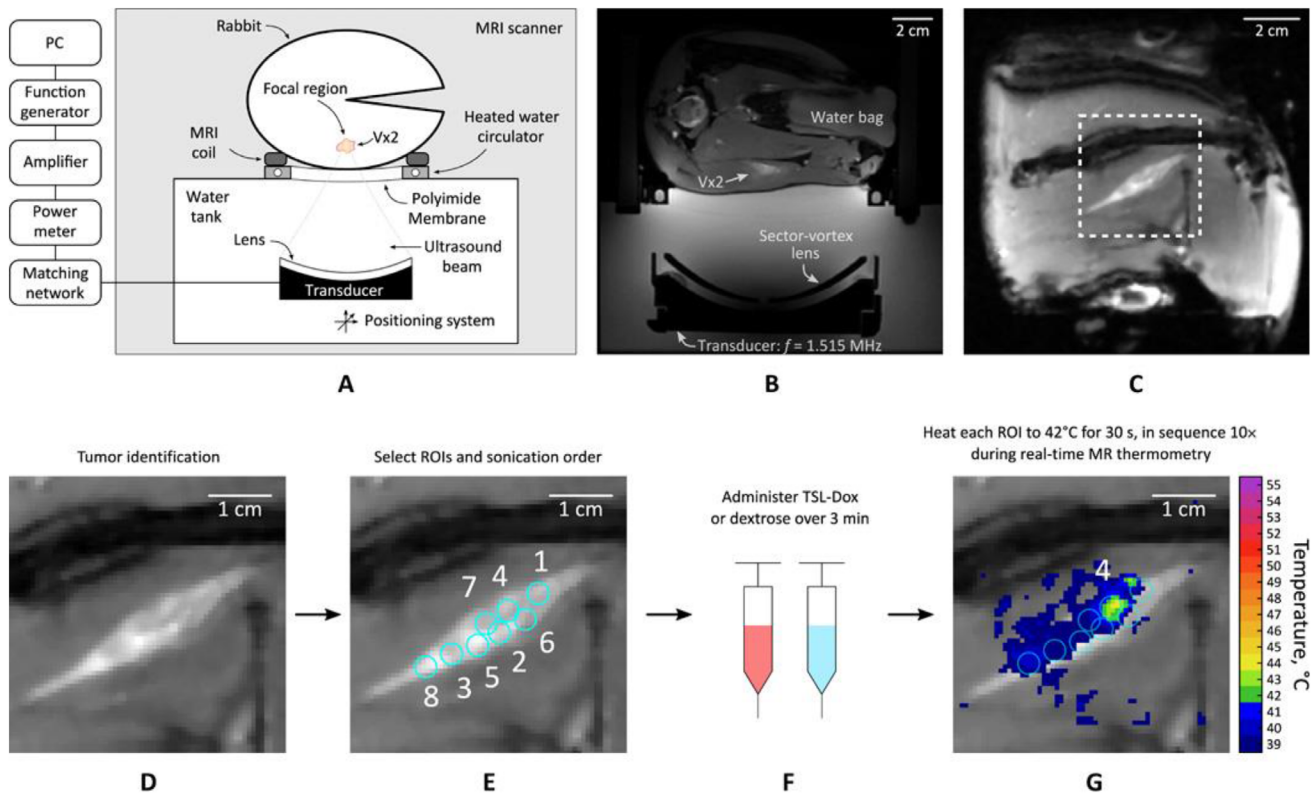 PC
Function
generator
Amplifier
Power
meter
Matching
network
Rabbit
MRI scanner
Focal region
Vx2
Heated water
circulator
MRI
coil
Water
tank
Polyimide
Membrane
Lens
Ultrasound
beam
Transducer
Positioning system
A
2 cm
Water bag
Vx2
Sector-vortex
lens
Transducer: f = 1.515 MHz
B
2 cm
C
Tumor identification
1 cm
D
Select ROIs and sonication order
1 cm
1
4
7
6
2
5
3
8
E
Administer TSL-Dox
or dextrose over 3 min
F
Heat each ROI to 42°C for 30 s, in sequence 10×
during real-time MR thermometry
1 cm
4
55
54
53
52
51
50
49
48
47
46
45
44
43
42
41
40
39
Temperature, °C
G